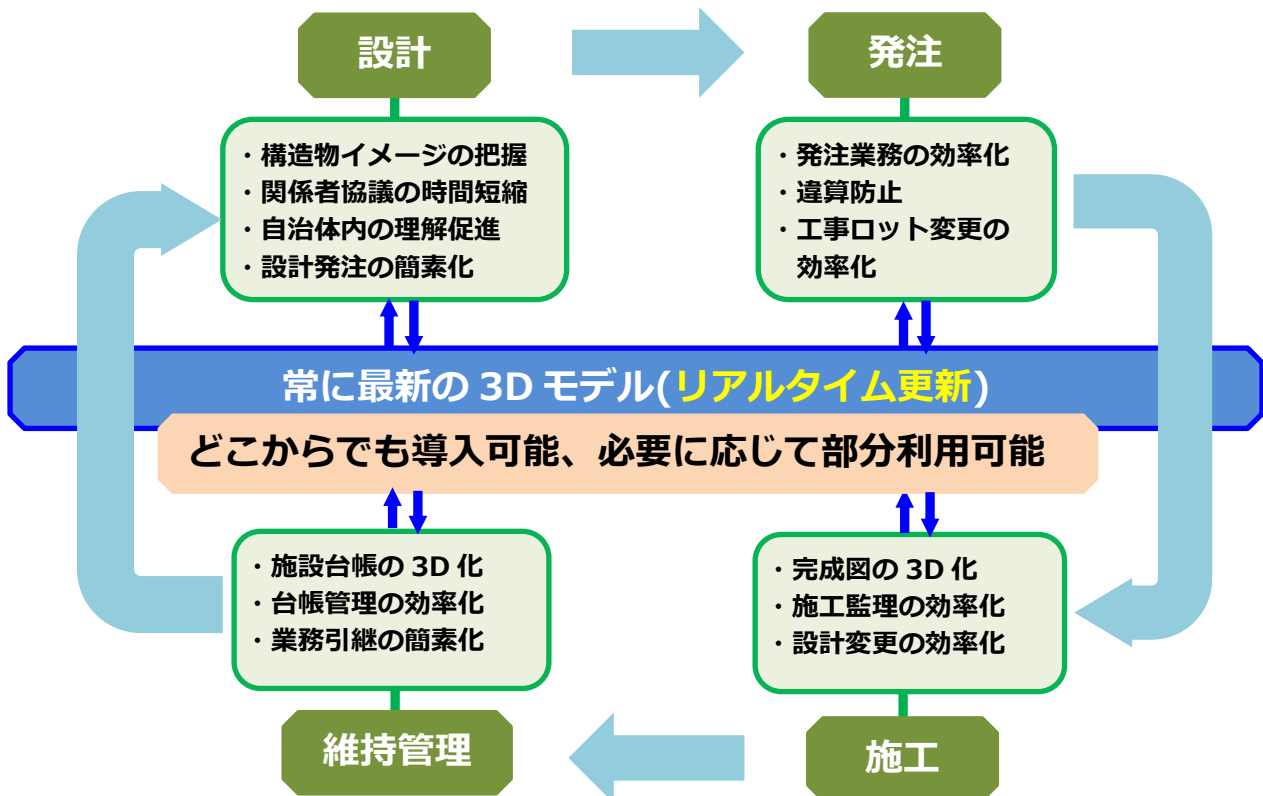 設計
・構造物イメージの把握
・関係者協議の時間短縮
・自治体内の理解促進
・設計発注の簡素化
発注
・発注業務の効率化
・違算防止
・工事ロット変更の
効率化
常に最新の 3D モデル(リアルタイム更新)
どこからでも導入可能、必要に応じて部分利用可能
・施設台帳の 3D 化
・台帳管理の効率化
・業務引継の簡素化
維持管理
・完成図の 3D 化
・施工監理の効率化
・設計変更の効率化
施工